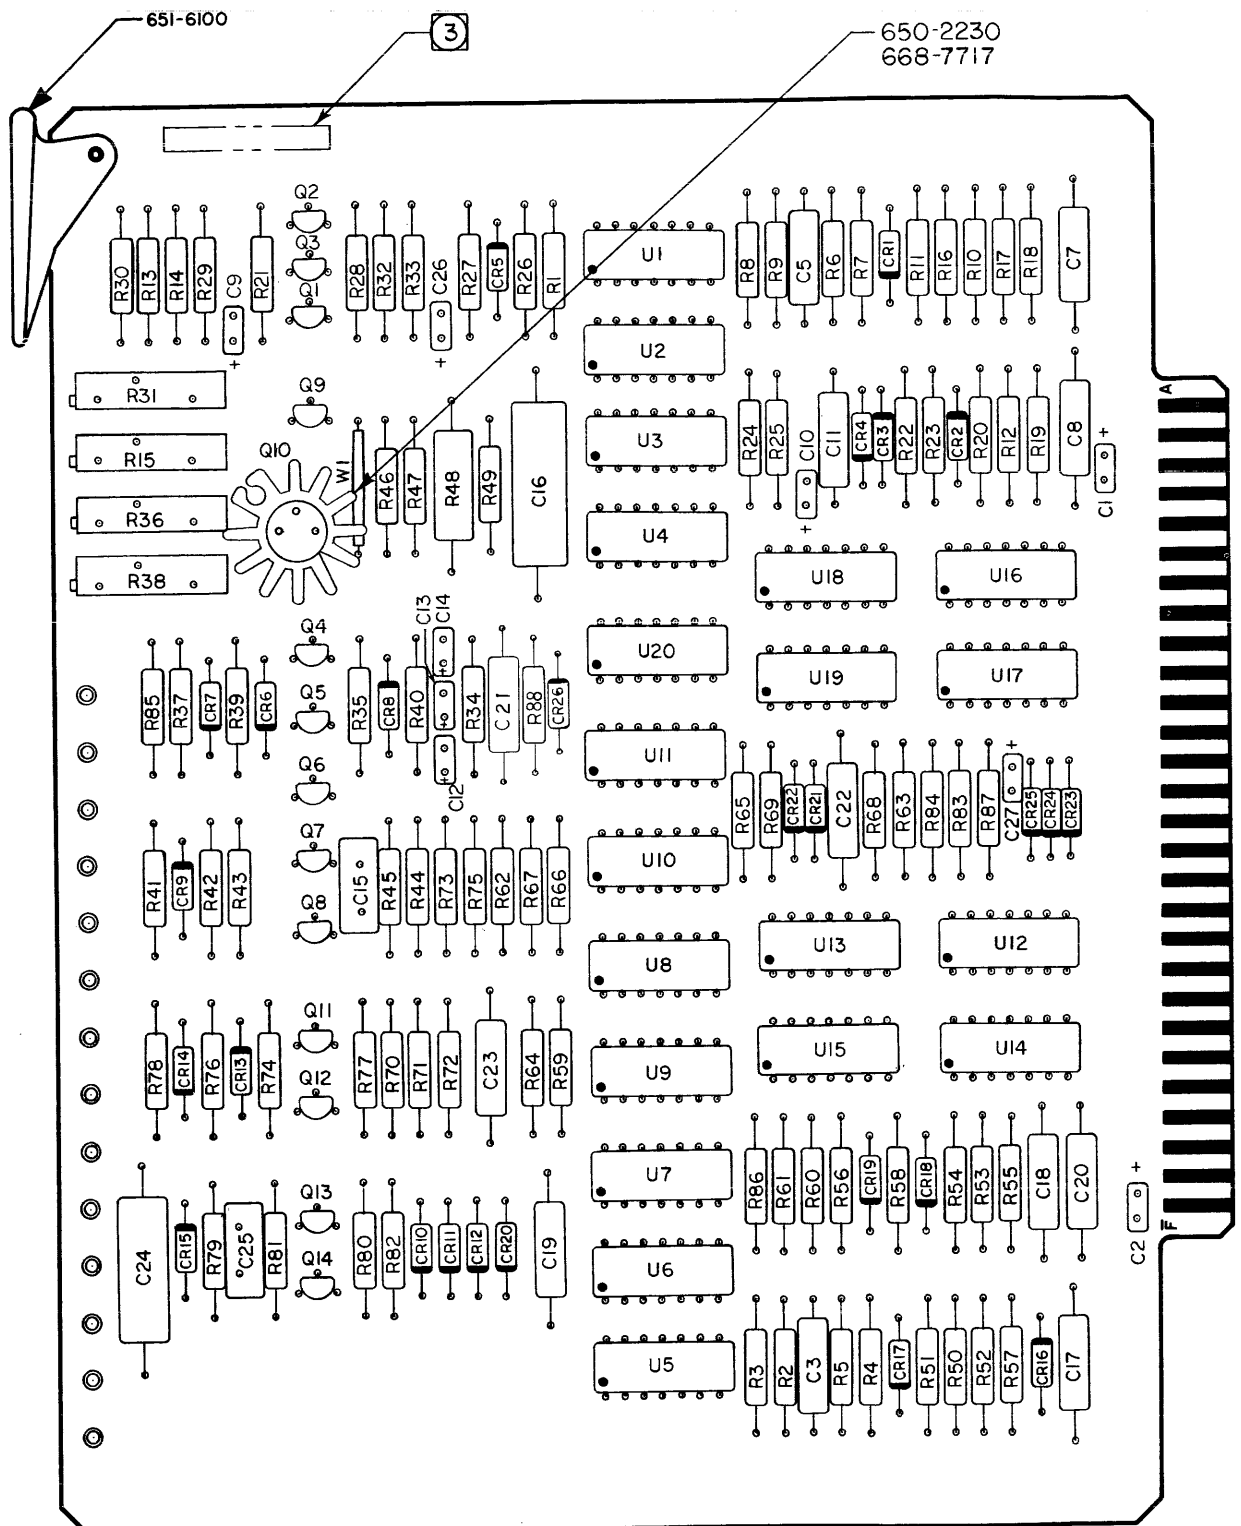 651-6100
3
650-2230
668-7717
Q2
Q3
Q1
R30
R13
R14
R29
C9
+
R21
R28
R32
R33
C26
+
R27
CR5
R26
R1
U1
R8
R9
C5
R6
R7
CR1
R11
R16
R10
R17
R18
C7
U2
R31
Q9
A
R15
Q10
W1
R46
R47
R48
R49
C16
U3
R24
R25
C10
+
C11
CR4
CR3
R22
R23
CR2
R20
R12
R19
C8
+
C1
R36
U4
R38
U18
U16
C13
C14
Q4
U20
U19
U17
R85
R37
CR7
R39
CR6
Q5
R35
CR8
R40
+
+
R34
C21
R88
CR26
Q6
+
C12
U11
R65
R69
CR22
CR21
C22
R68
R63
R84
R83
R87
+
C27
CR25
CR24
CR23
Q7
U10
R41
CR9
R42
R43
Q8
C15
R45
R44
R73
R75
R62
R67
R66
U8
U13
U12
Q11
R78
CR14
R76
CR13
R74
Q12
R77
R70
R71
R72
C23
R64
R59
U9
U15
U14
U7
R86
R61
R60
R56
CR19
R58
CR18
R54
R53
R55
C18
C20
+
C2
F
Q13
C24
CR15
R79
C25
R81
Q14
R80
R82
CR10
CR11
CR12
CR20
C19
U6
U5
R3
R2
C3
R5
R4
CR17
R51
R50
R52
R57
CR16
C17